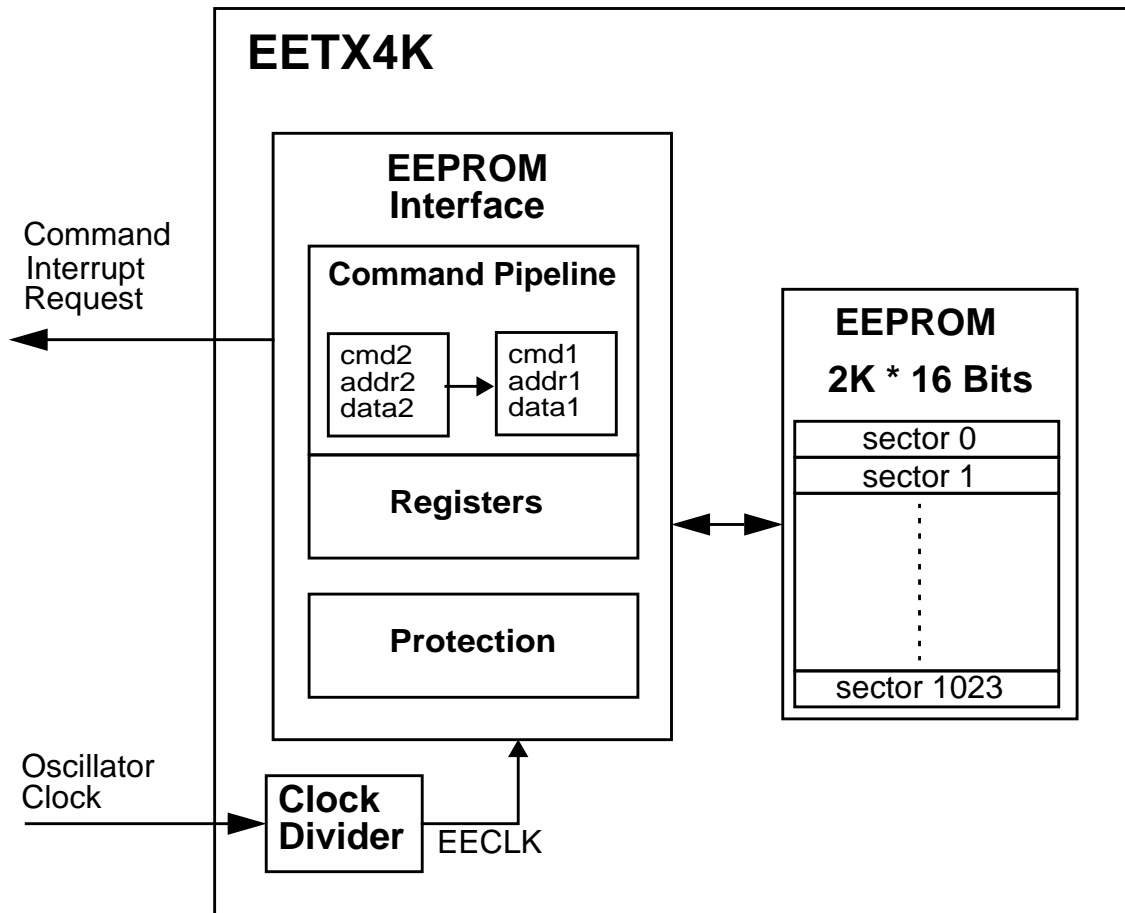 EETX4K
EEPROM
Interface
Command
Interrupt
Request
Command Pipeline
cmd2
addr2
data2
cmd1
addr1
data1
Registers
Protection
EEPROM
2K * 16 Bits
sector 0
sector 1
sector 1023
Oscillator
Clock
Clock
Divider
EECLK